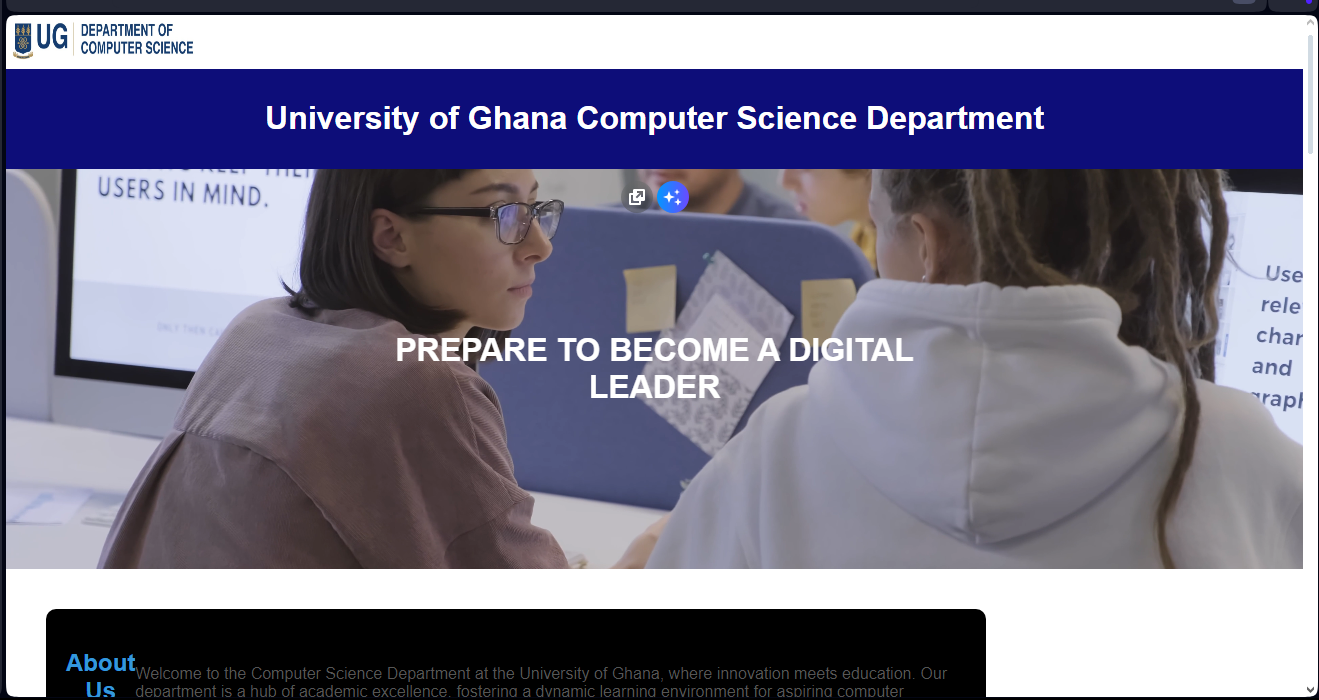 UG
DEPARTMENT OF
COMPUTER SCIENCE
University of Ghana Computer Science Department
USERS IN MIND.
Use
rele
char
and
graph
PREPARE TO BECOME A DIGITAL
LEADER
About
Us
Welcome to the Computer Science Department at the University of Ghana, where innovation meets education. Our
department is a hub of academic excellence, fostering a dynamic learning environment for aspiring computer